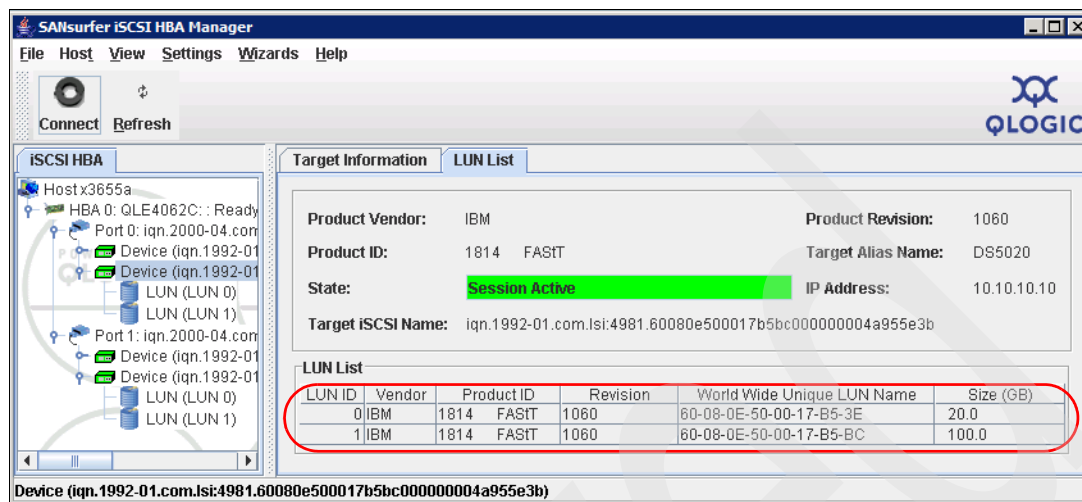 SANsurfer iSCSI HBA Manager
File Host View Settings Wizards Help
Connect Refresh
QLOGIC
iSCSI HBA
Host x3655a
HBA 0: QLE4062C: : Ready
Port 0: iqn.2000-04.com
Device (iqn.1992-01
Device (iqn.1992-01
LUN (LUN 0)
LUN (LUN 1)
Port 1: iqn.2000-04.com
Device (iqn.1992-01
Device (iqn.1992-01
LUN (LUN 0)
LUN (LUN 1)
Target Information LUN List
Product Vendor: IBM Product Revision: 1060
Product ID: 1814 FAStT Target Alias Name: DS5020
State: Session Active IP Address: 10.10.10.10
Target iSCSI Name: iqn.1992-01.com.lsi:4981.60080e500017b5bc000000004a955e3b
LUN List
LUN ID Vendor Product ID Revision World Wide Unique LUN Name Size (GB)
0 IBM 1814 FAStT 1060 60-08-0E-50-00-17-B5-3E 20.0
1 IBM 1814 FAStT 1060 60-08-0E-50-00-17-B5-BC 100.0
Device (iqn.1992-01.com.lsi:4981.60080e500017b5bc000000004a955e3b)